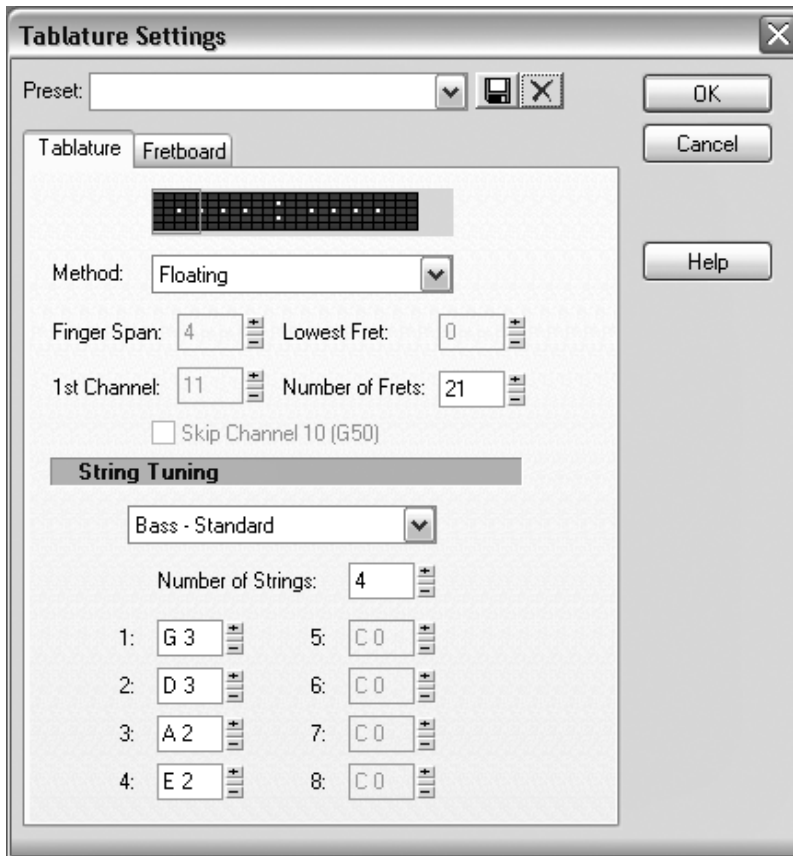 Tablature Settings
Preset:
OK
Cancel
Help
Tablature Fretboard
Method: Floating
Finger Span: 4 Lowest Fret: 0
1st Channel: 11 Number of Frets: 21
Skip Channel 10 (G50)
String Tuning
Bass - Standard
Number of Strings: 4
1: G 3 5: C 0
2: D 3 6: C 0
3: A 2 7: C 0
4: E 2 8: C 0